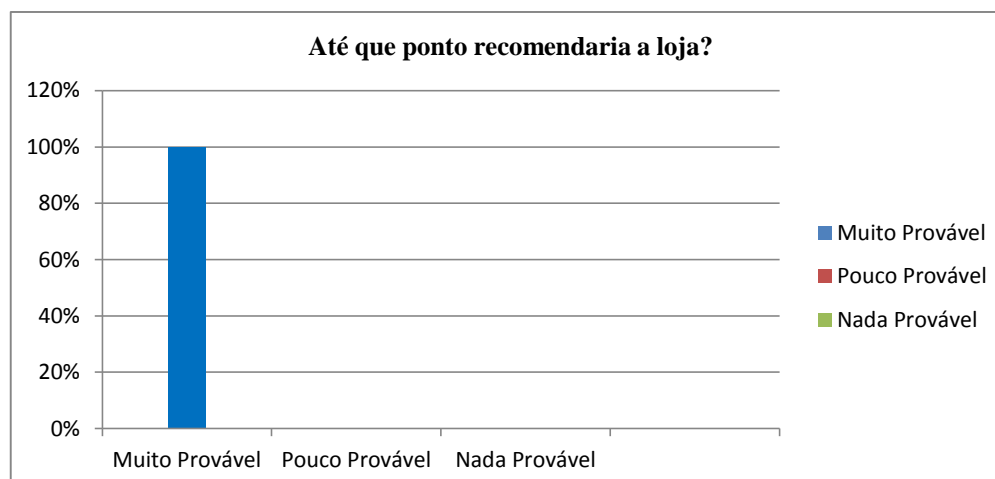 Até que ponto recomendaria a loja?
120%
100%
80%
60%
40%
20%
0%
Muito Provável
Pouco Provável
Nada Provável
Muito Provável
Pouco Provável
Nada Provável